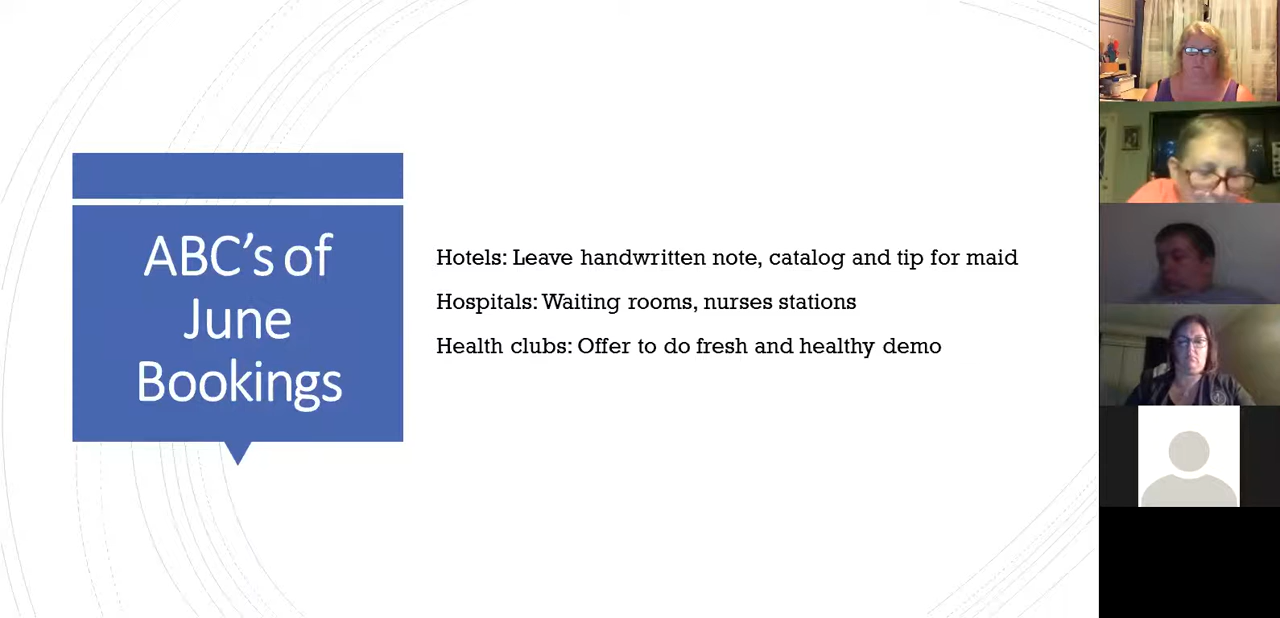 ABC’s of
June
Bookings
Hotels: Leave handwritten note, catalog and tip for maid
Hospitals: Waiting rooms, nurses stations
Health clubs: Offer to do fresh and healthy demo